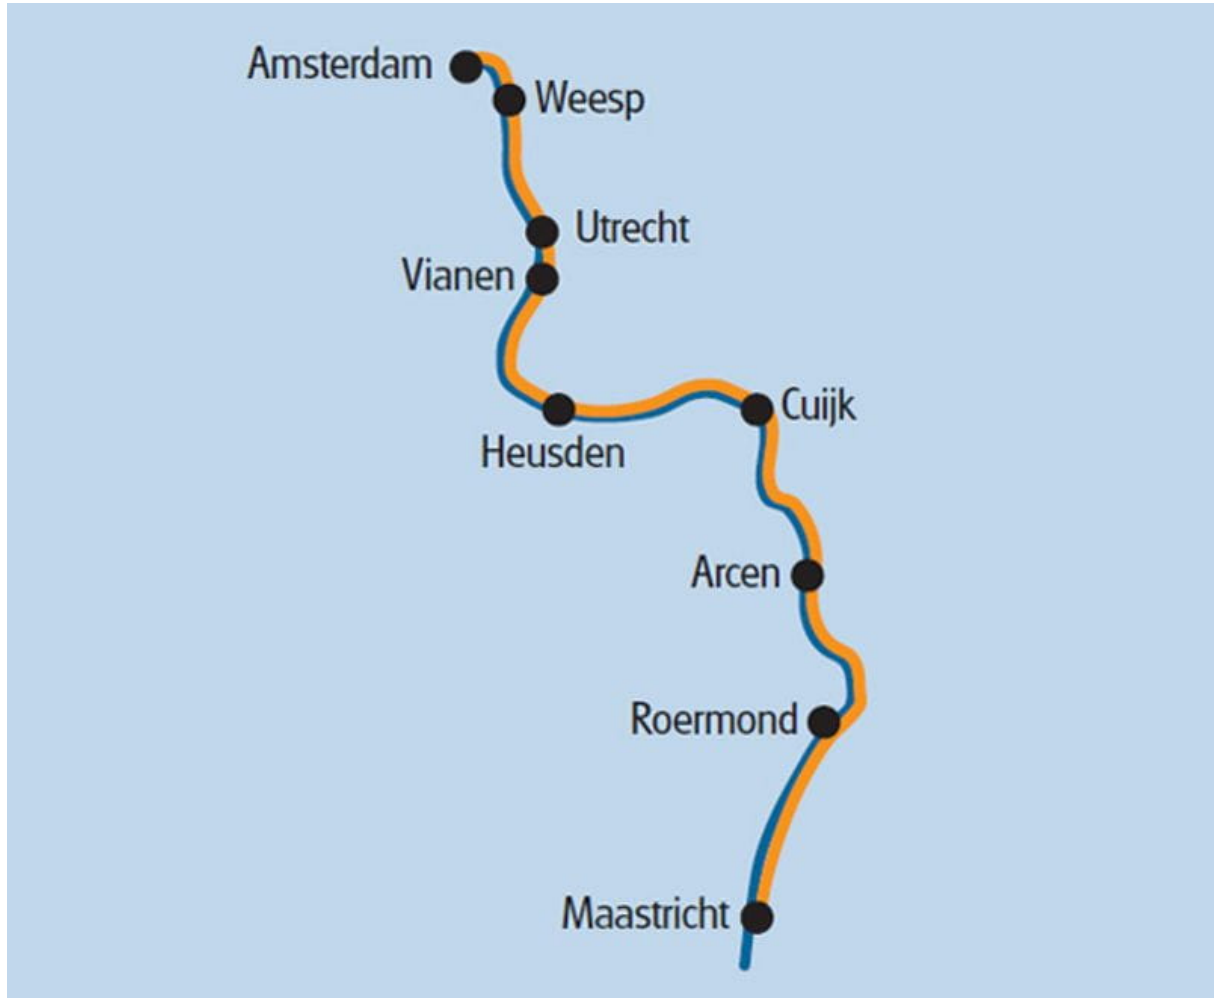 Amsterdam
Weesp
Utrecht
Vianen
Cuijk
Heusden
Arcen
Roermond
Maastricht